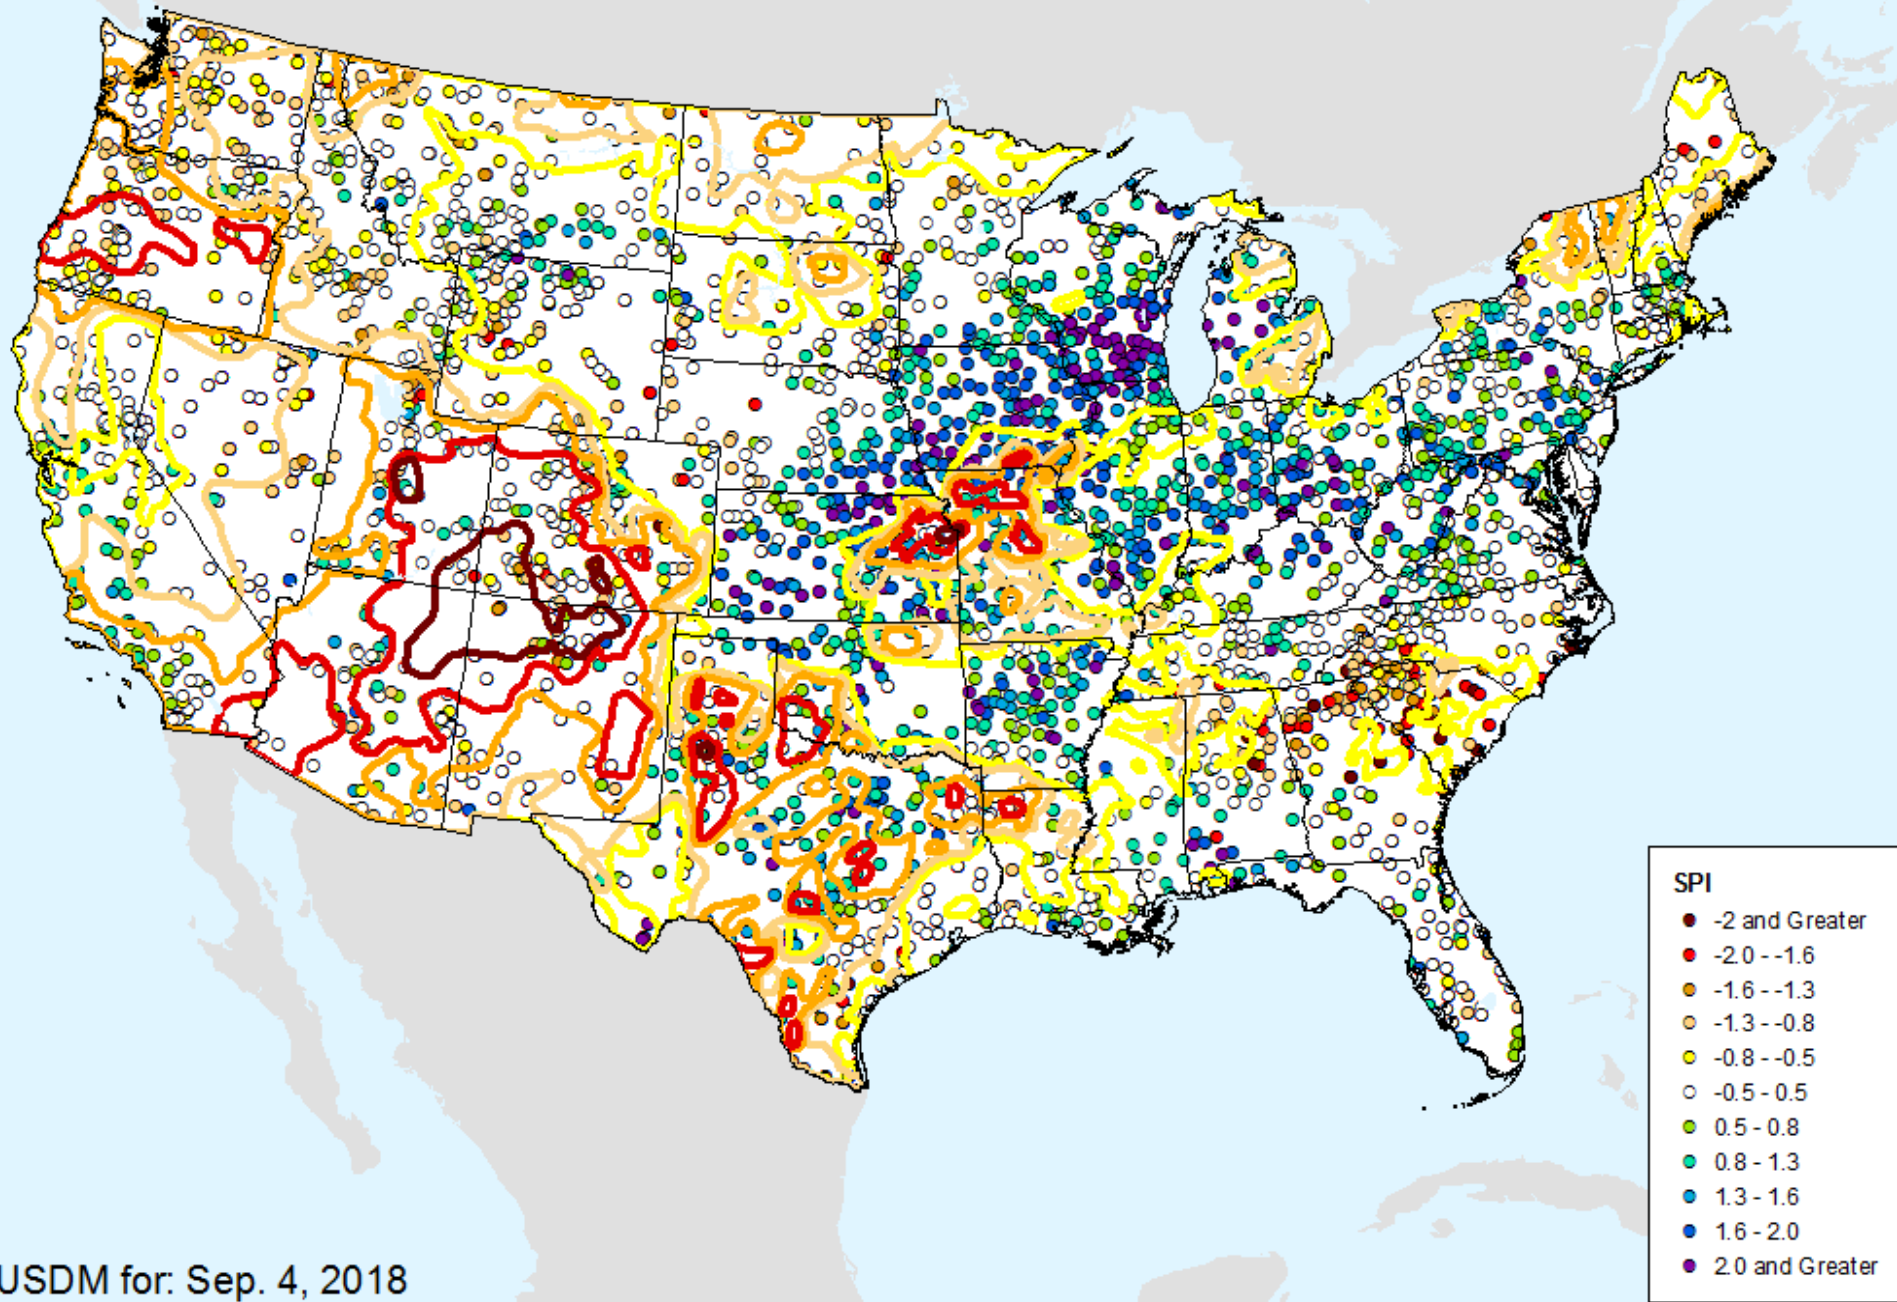 SPI
-2 and Greater
-2.0 - -1.6
-1.6 - -1.3
-1.3 - -0.8
-0.8 - -0.5
-0.5 - 0.5
0.5 - 0.8
0.8 - 1.3
1.3 - 1.6
1.6 - 2.0
2.0 and Greater
USDM for: Sep. 4, 2018